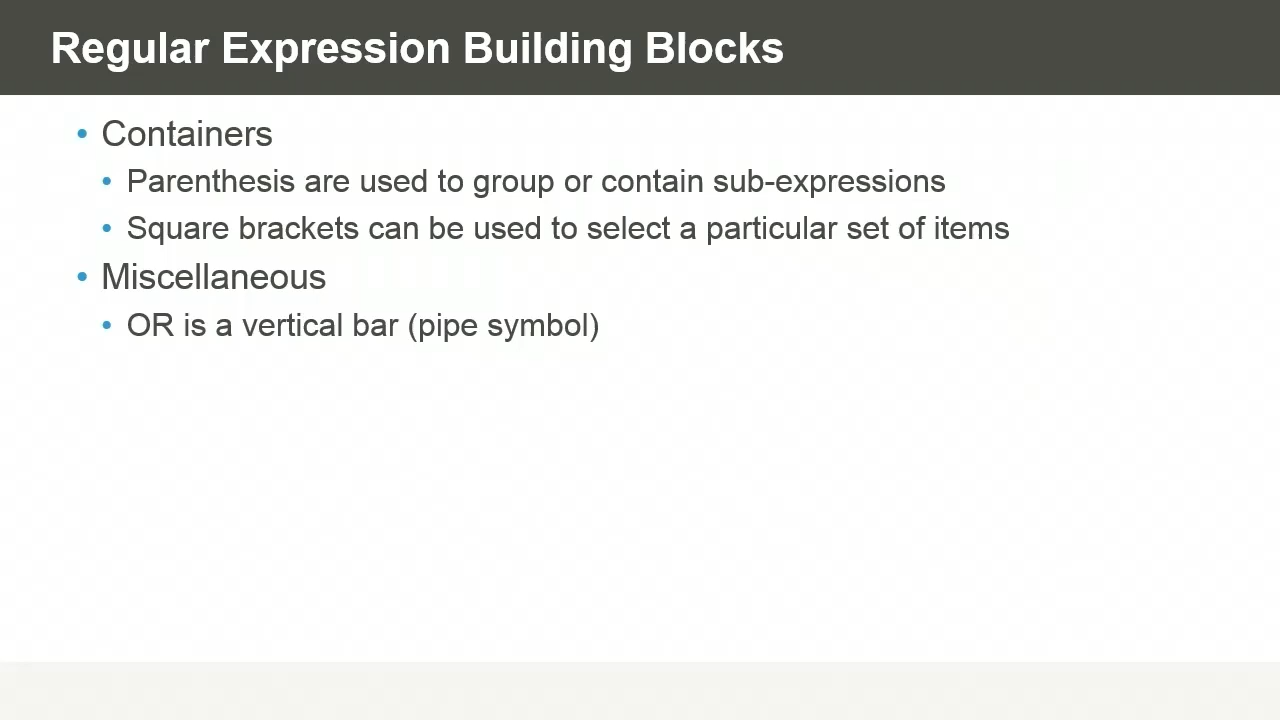 Regular Expression Building Blocks
• Containers
• Parenthesis are used to group or contain sub-expressions
• Square brackets can be used to select a particular set of items
• Miscellaneous
• OR is a vertical bar (pipe symbol)